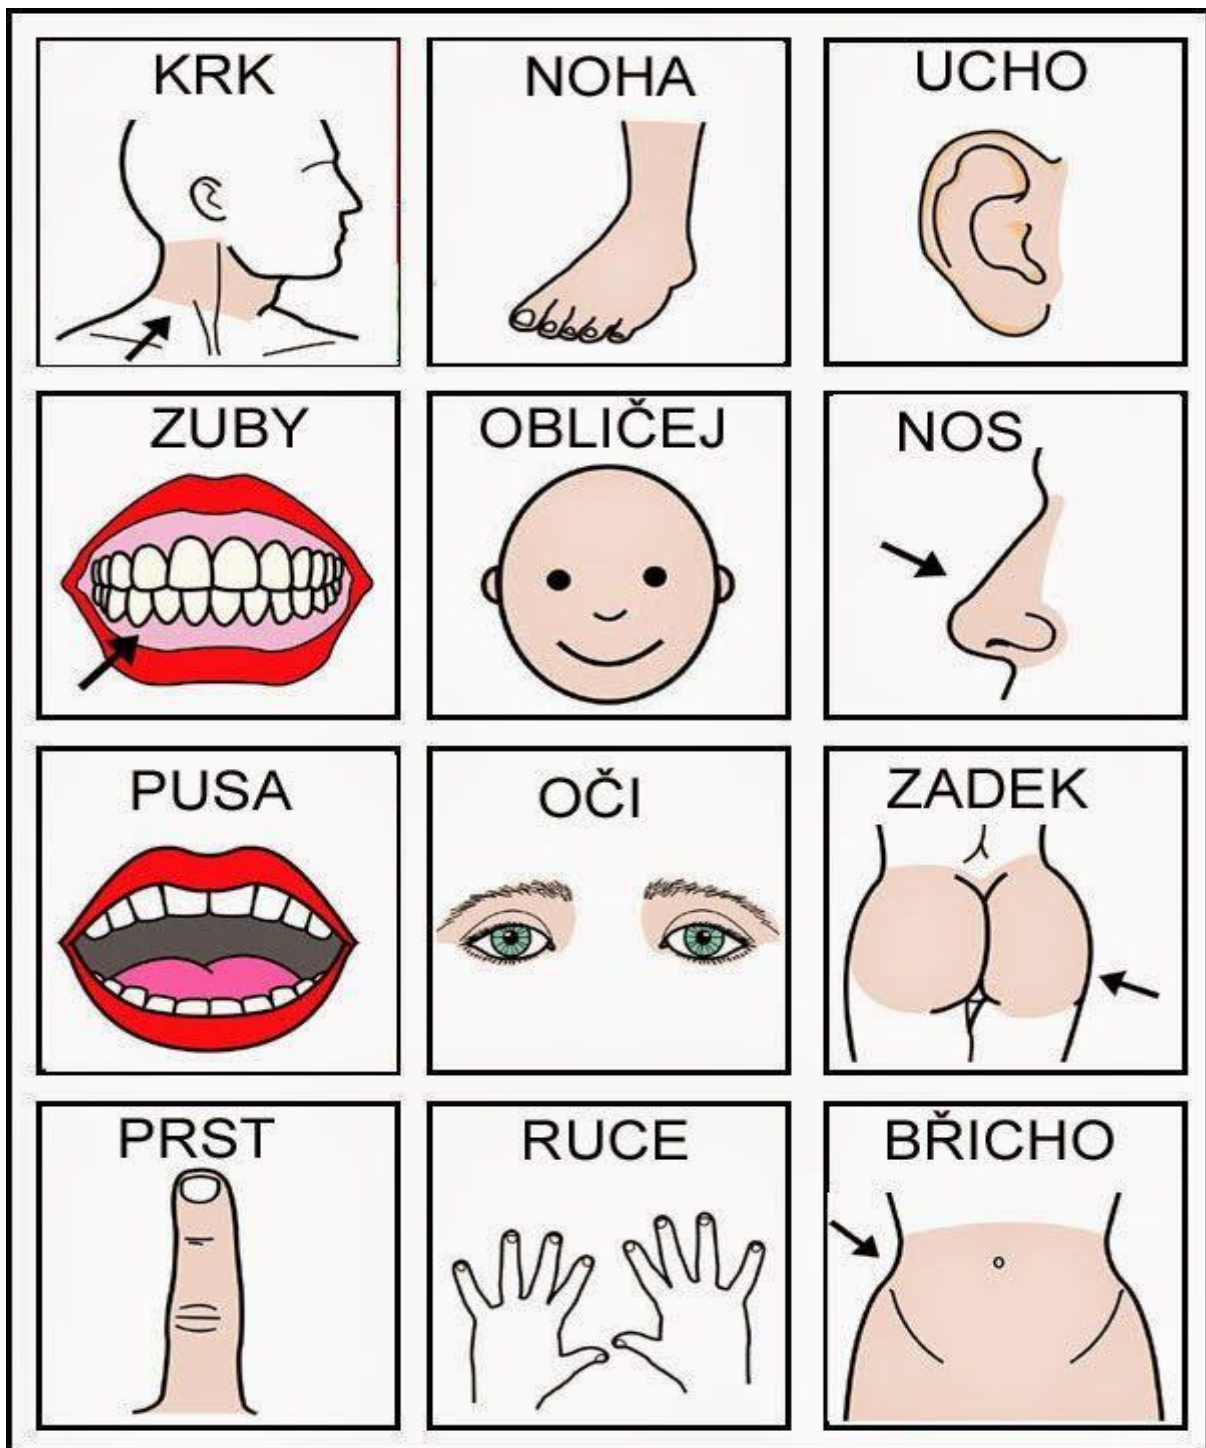 KRK
NOHA
UCHO
ZUBY
OBLIČEJ
NOS
PUSA
OČI
ZADEK
PRST
RUCE
BŘICHO